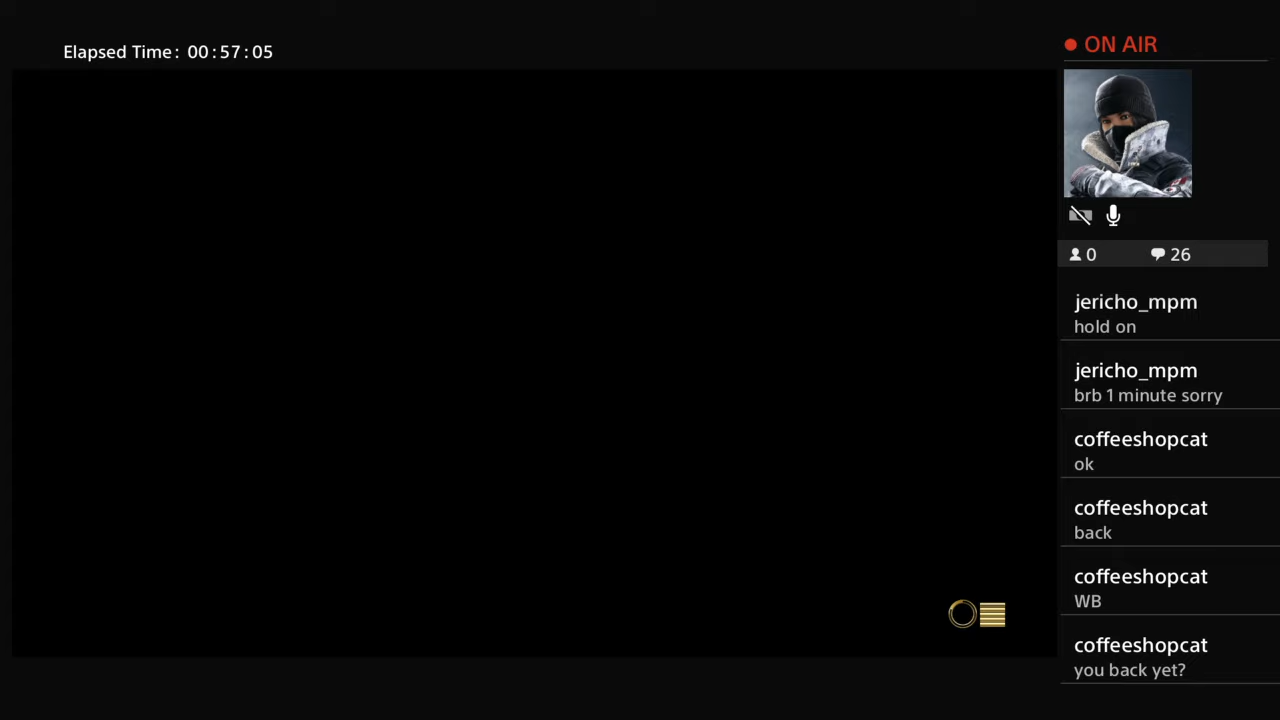 Elapsed Time: 00:57:05
ON AIR
0 26
jericho_mpm
hold on
jericho_mpm
brb 1 minute sorry
coffeeshopcat
ok
coffeeshopcat
back
coffeeshopcat
WB
coffeeshopcat
you back yet?